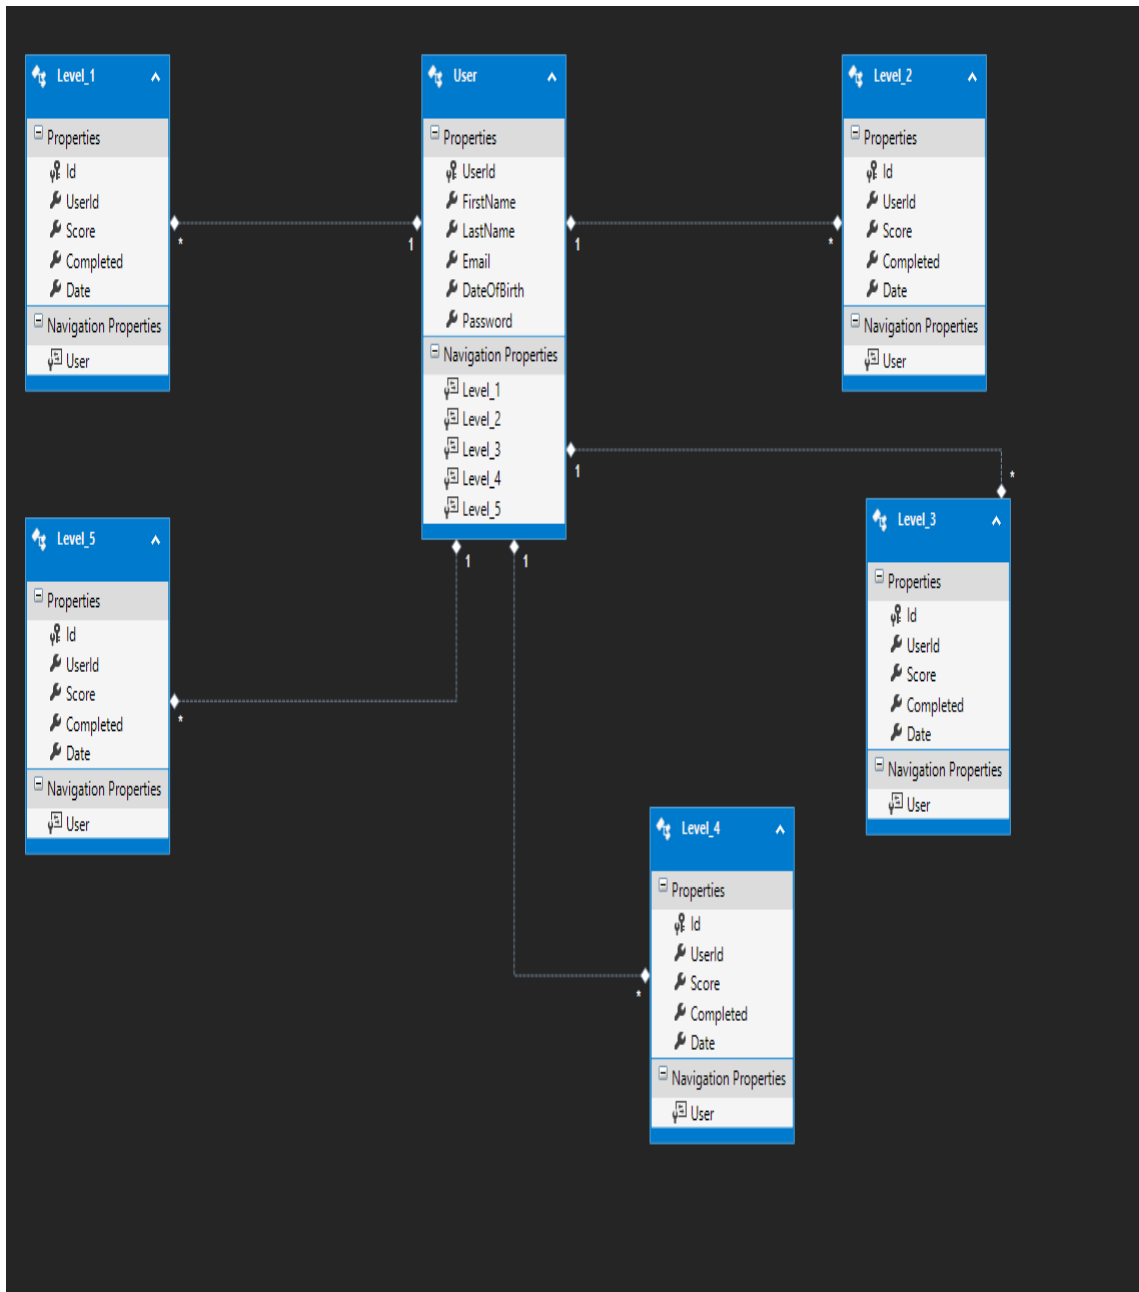 Level_1
Properties
Id
UserId
Score
Completed
Date
Navigation Properties
User
*
1
User
Properties
UserId
FirstName
LastName
Email
DateOfBirth
Password
Navigation Properties
Level_1
Level_2
Level_3
Level_4
Level_5
1
*
Level_2
Properties
Id
UserId
Score
Completed
Date
Navigation Properties
User
1
*
1
1
Level_5
Properties
Id
UserId
Score
Completed
Date
Navigation Properties
User
*
Level_3
Properties
Id
UserId
Score
Completed
Date
Navigation Properties
User
Level_4
Properties
Id
UserId
Score
Completed
Date
Navigation Properties
User
*